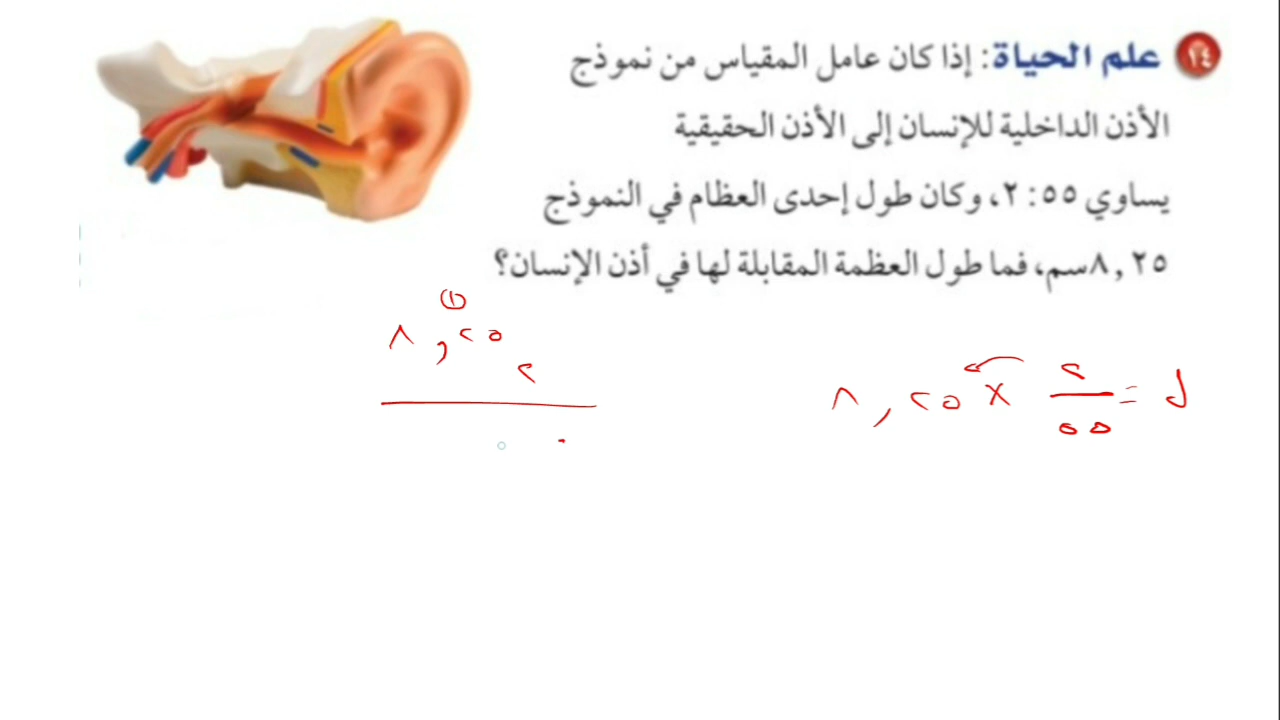 ١٤ علم الحياة: إذا كان عامل المقياس من نموذج
الأذن الداخلية للإنسان إلى الأذن الحقيقية
يساوي ٥٥ : ٢، وكان طول إحدى العظام في النموذج
٨,٢٥سم، فما طول العظمة المقابلة لها في أذن الإنسان؟
١
٨,٢٥
٢
٠
ل = ٢/٥٥ × ٨,٢٥